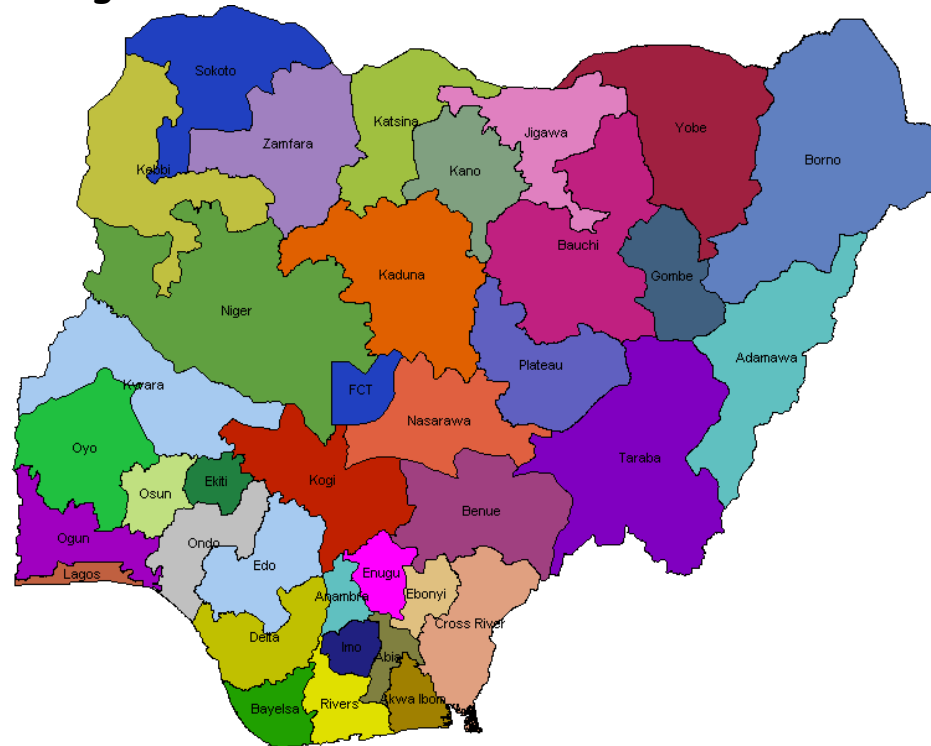 Sokoto
Zamfara
Katsina
Jigawa
Yobe
Borno
Kebbi
Kano
Bauchi
Gombe
Kaduna
Niger
Adamawa
Plateau
FCT
Kwara
Nasarawa
Oyo
Taraba
Osun
Ekiti
Kogi
Benue
Ogun
Ondo
Edo
Lagos
Enugu
Anambra
Ebonyi
Cross River
Delta
Imo
Abia
Akwa Ibom
Bayelsa
Rivers